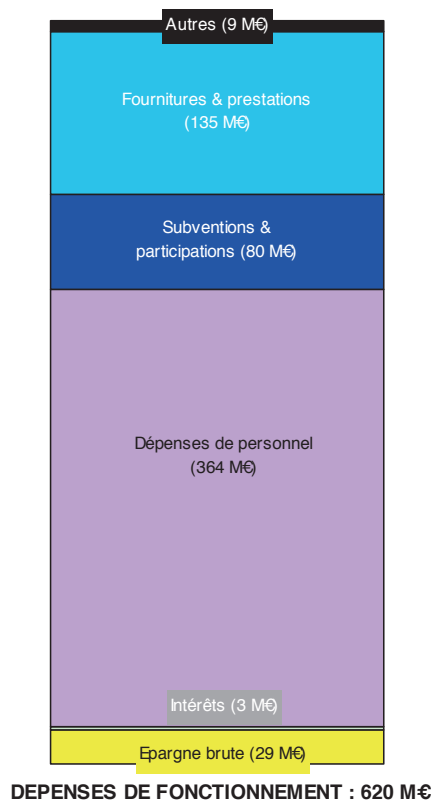 Autres (9 M€)
Fournitures & prestations
(135 M€)
Subventions &
participations (80 M€)
Dépenses de personnel
(364 M€)
Intérêts (3 M€)
Epargne brute (29 M€)
DEPENSES DE FONCTIONNEMENT : 620 M€